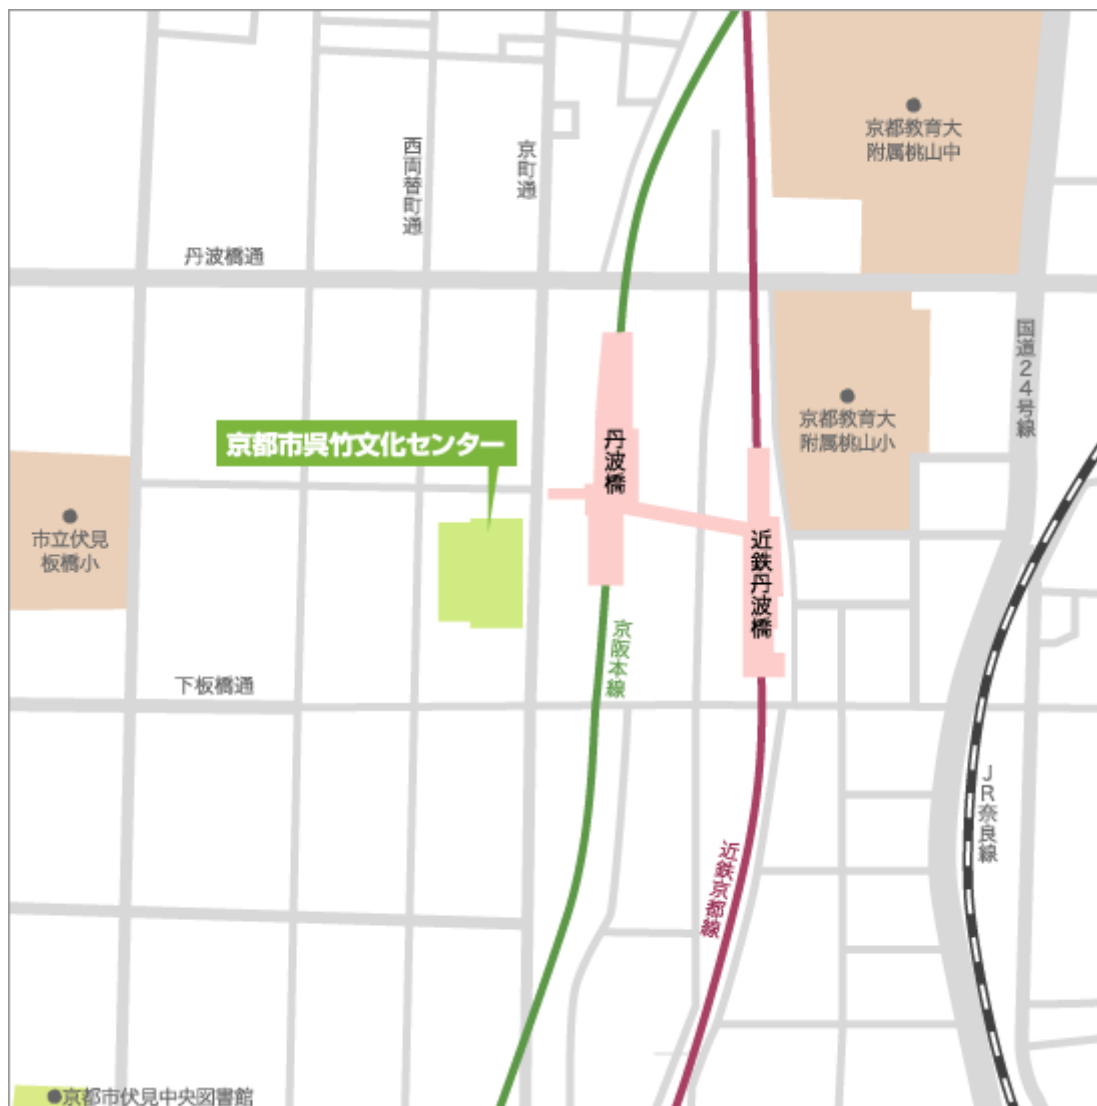 京都教育大
附属桃山中
西両替町通
京町通
丹波橋通
国道24号線
京都教育大
附属桃山小
京都市呉竹文化センター
丹波橋
市立伏見
板橋小
近鉄丹波橋
京阪本線
下板橋通
JR奈良線
近鉄京都線
京都市伏見中央図書館